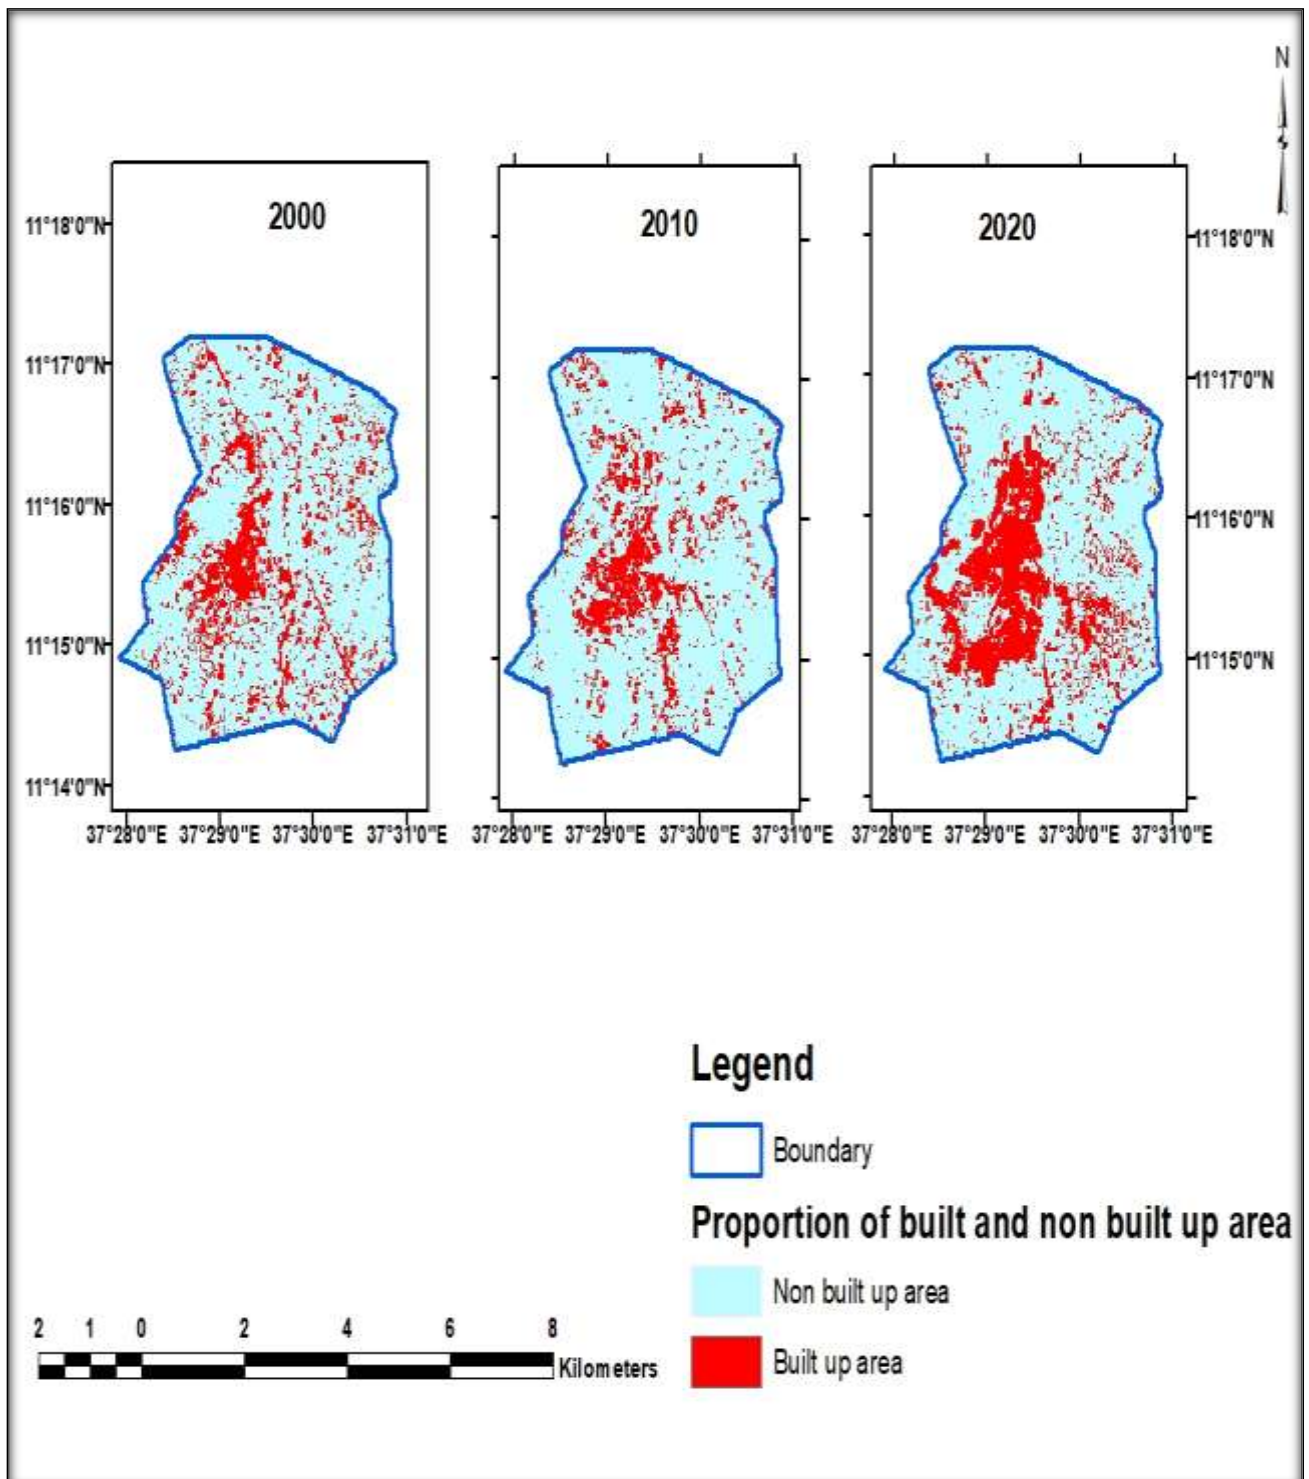 N
2000
2010
2020
11°18'0"N
11°17'0"N
11°16'0"N
11°15'0"N
11°14'0"N
11°18'0"N
11°17'0"N
11°16'0"N
11°15'0"N
37°28'0"E 37°29'0"E 37°30'0"E 37°31'0"E
37°28'0"E 37°29'0"E 37°30'0"E 37°31'0"E
37°28'0"E 37°29'0"E 37°30'0"E 37°31'0"E
Legend
Boundary
Proportion of built and non built up area
Non built up area
Built up area
2 1 0 2 4 6 8
Kilometers